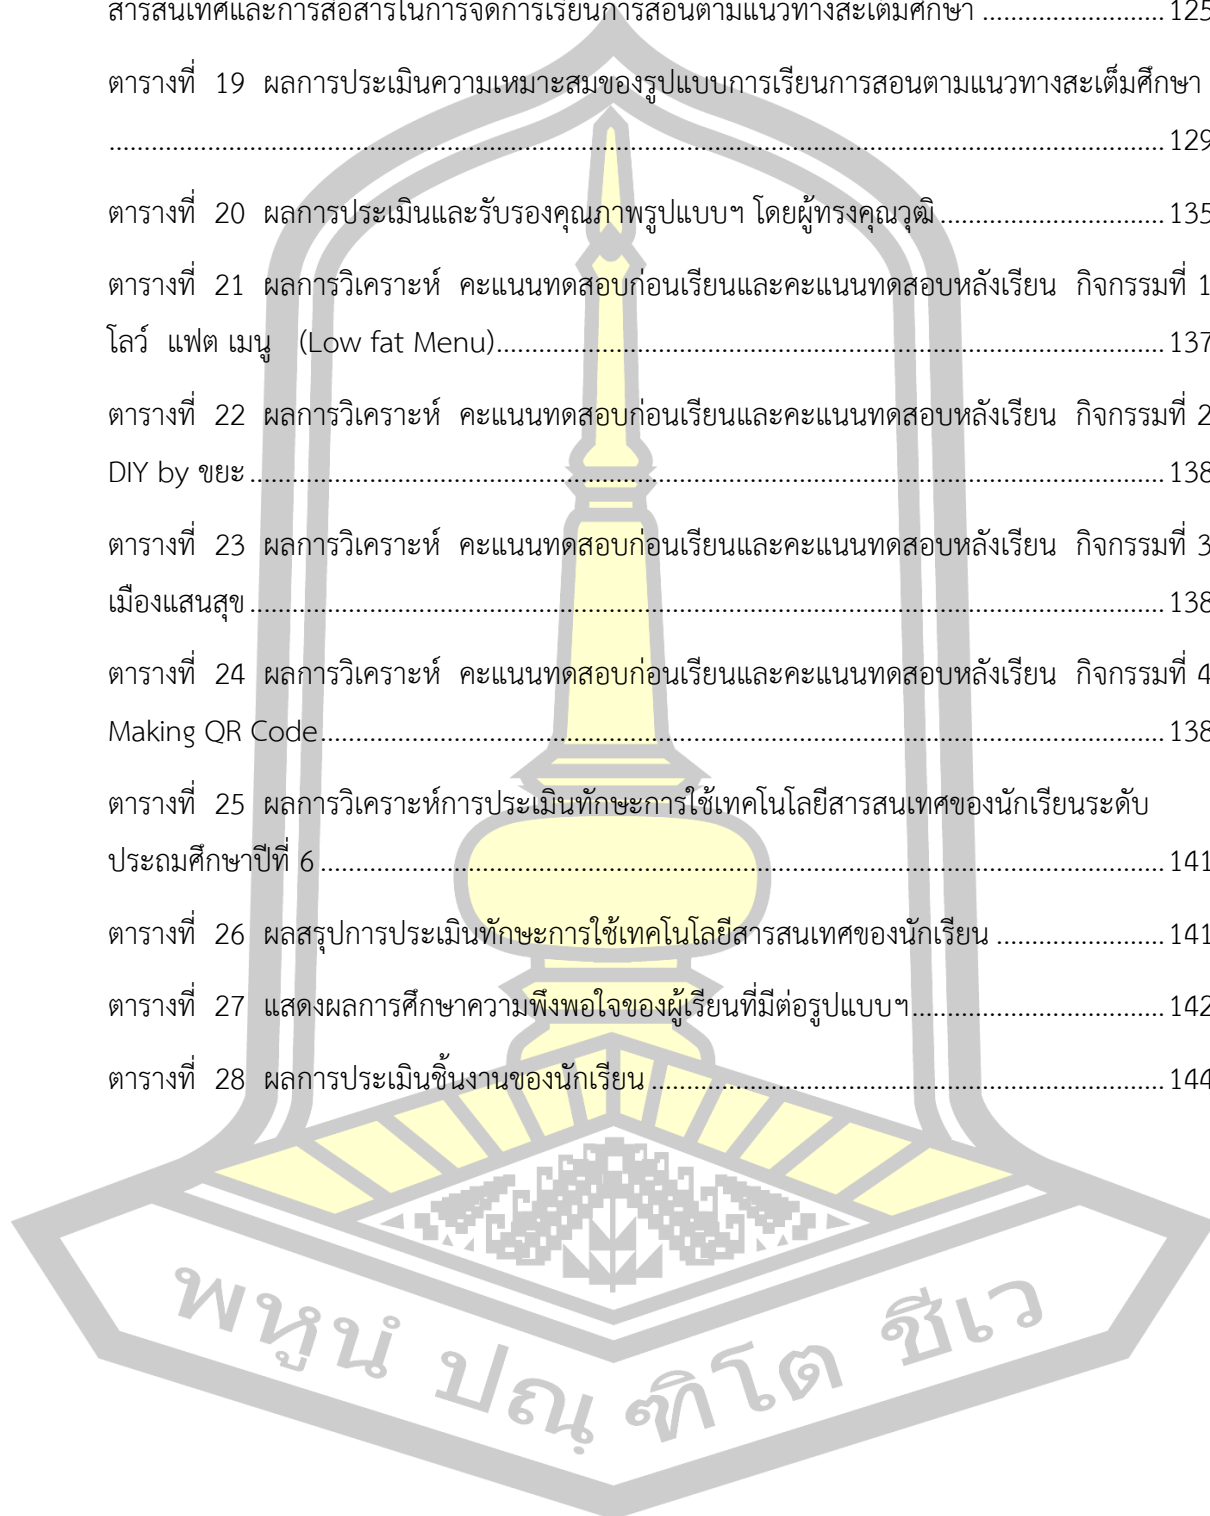 สารสนเทศและการสื่อสารในการจัดการเรียนการสอนตามแนวทางสะเต็มศึกษา .......................... 125
ตารางที่ 19 ผลการประเมินความเหมาะสมของรูปแบบการเรียนการสอนตามแนวทางสะเต็มศึกษา
....................................................................................................................................................... 129
ตารางที่ 20 ผลการประเมินและรับรองคุณภาพรูปแบบฯ โดยผู้ทรงคุณวุฒิ ................................ 135
ตารางที่ 21 ผลการวิเคราะห์ คะแนนทดสอบก่อนเรียนและคะแนนทดสอบหลังเรียน กิจกรรมที่ 1
โลว์ แฟต เมนู (Low fat Menu)................................................................................................ 137
ตารางที่ 22 ผลการวิเคราะห์ คะแนนทดสอบก่อนเรียนและคะแนนทดสอบหลังเรียน กิจกรรมที่ 2
DIY by ขยะ ................................................................................................................................... 138
ตารางที่ 23 ผลการวิเคราะห์ คะแนนทดสอบก่อนเรียนและคะแนนทดสอบหลังเรียน กิจกรรมที่ 3
เมืองแสนสุข ................................................................................................................................... 138
ตารางที่ 24 ผลการวิเคราะห์ คะแนนทดสอบก่อนเรียนและคะแนนทดสอบหลังเรียน กิจกรรมที่ 4
Making QR Code......................................................................................................................... 138
ตารางที่ 25 ผลการวิเคราะห์การประเมินทักษะการใช้เทคโนโลยีสารสนเทศของนักเรียนระดับ
ประถมศึกษาปีที่ 6 ......................................................................................................................... 141
ตารางที่ 26 ผลสรุปการประเมินทักษะการใช้เทคโนโลยีสารสนเทศของนักเรียน ........................ 141
ตารางที่ 27 แสดงผลการศึกษาความพึงพอใจของผู้เรียนที่มีต่อรูปแบบฯ.................................... 142
ตารางที่ 28 ผลการประเมินชิ้นงานของนักเรียน .......................................................................... 144
พหูนํ ปณฺฑิโต ชีเว